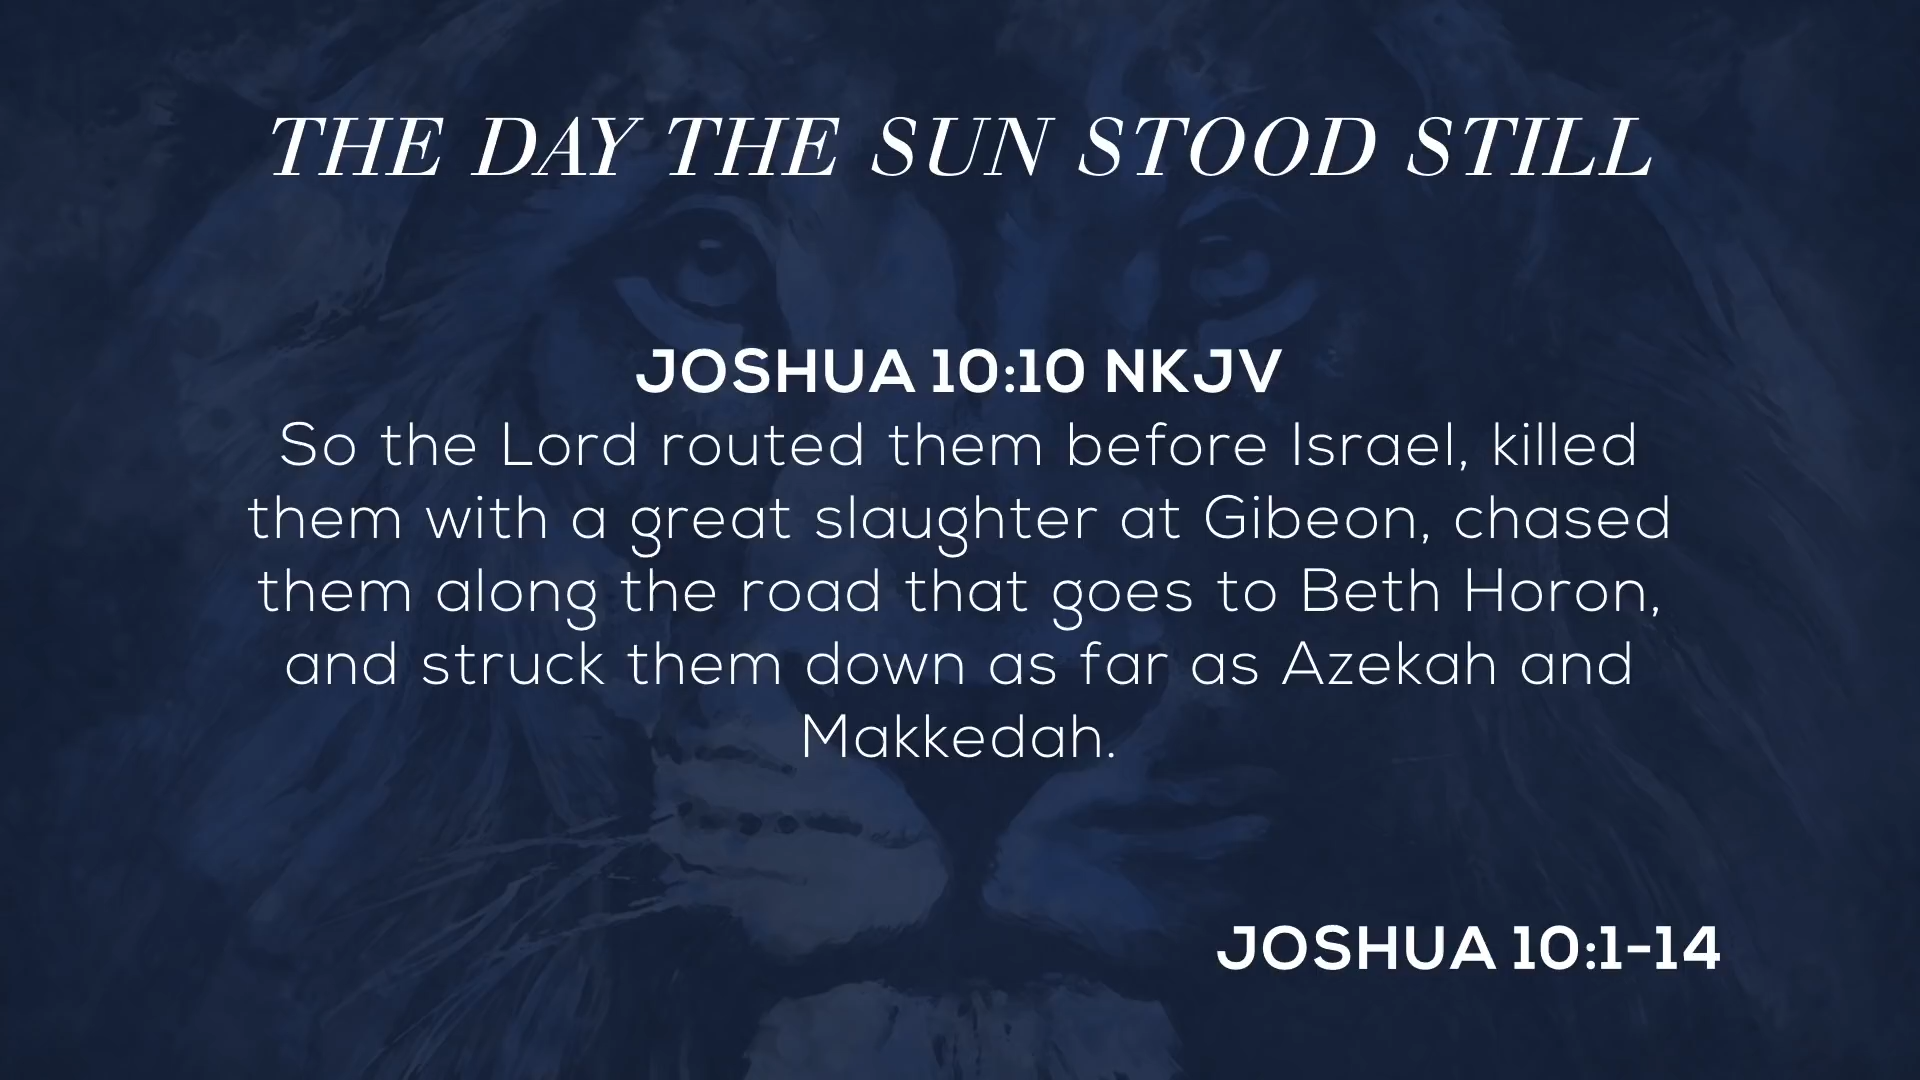 THE DAY THE SUN STOOD STILL
JOSHUA 10:10 NKJV
So the Lord routed them before Israel, killed
them with a great slaughter at Gibeon, chased
them along the road that goes to Beth Horon,
and struck them down as far as Azekah and
Makkedah.
JOSHUA 10:1-14